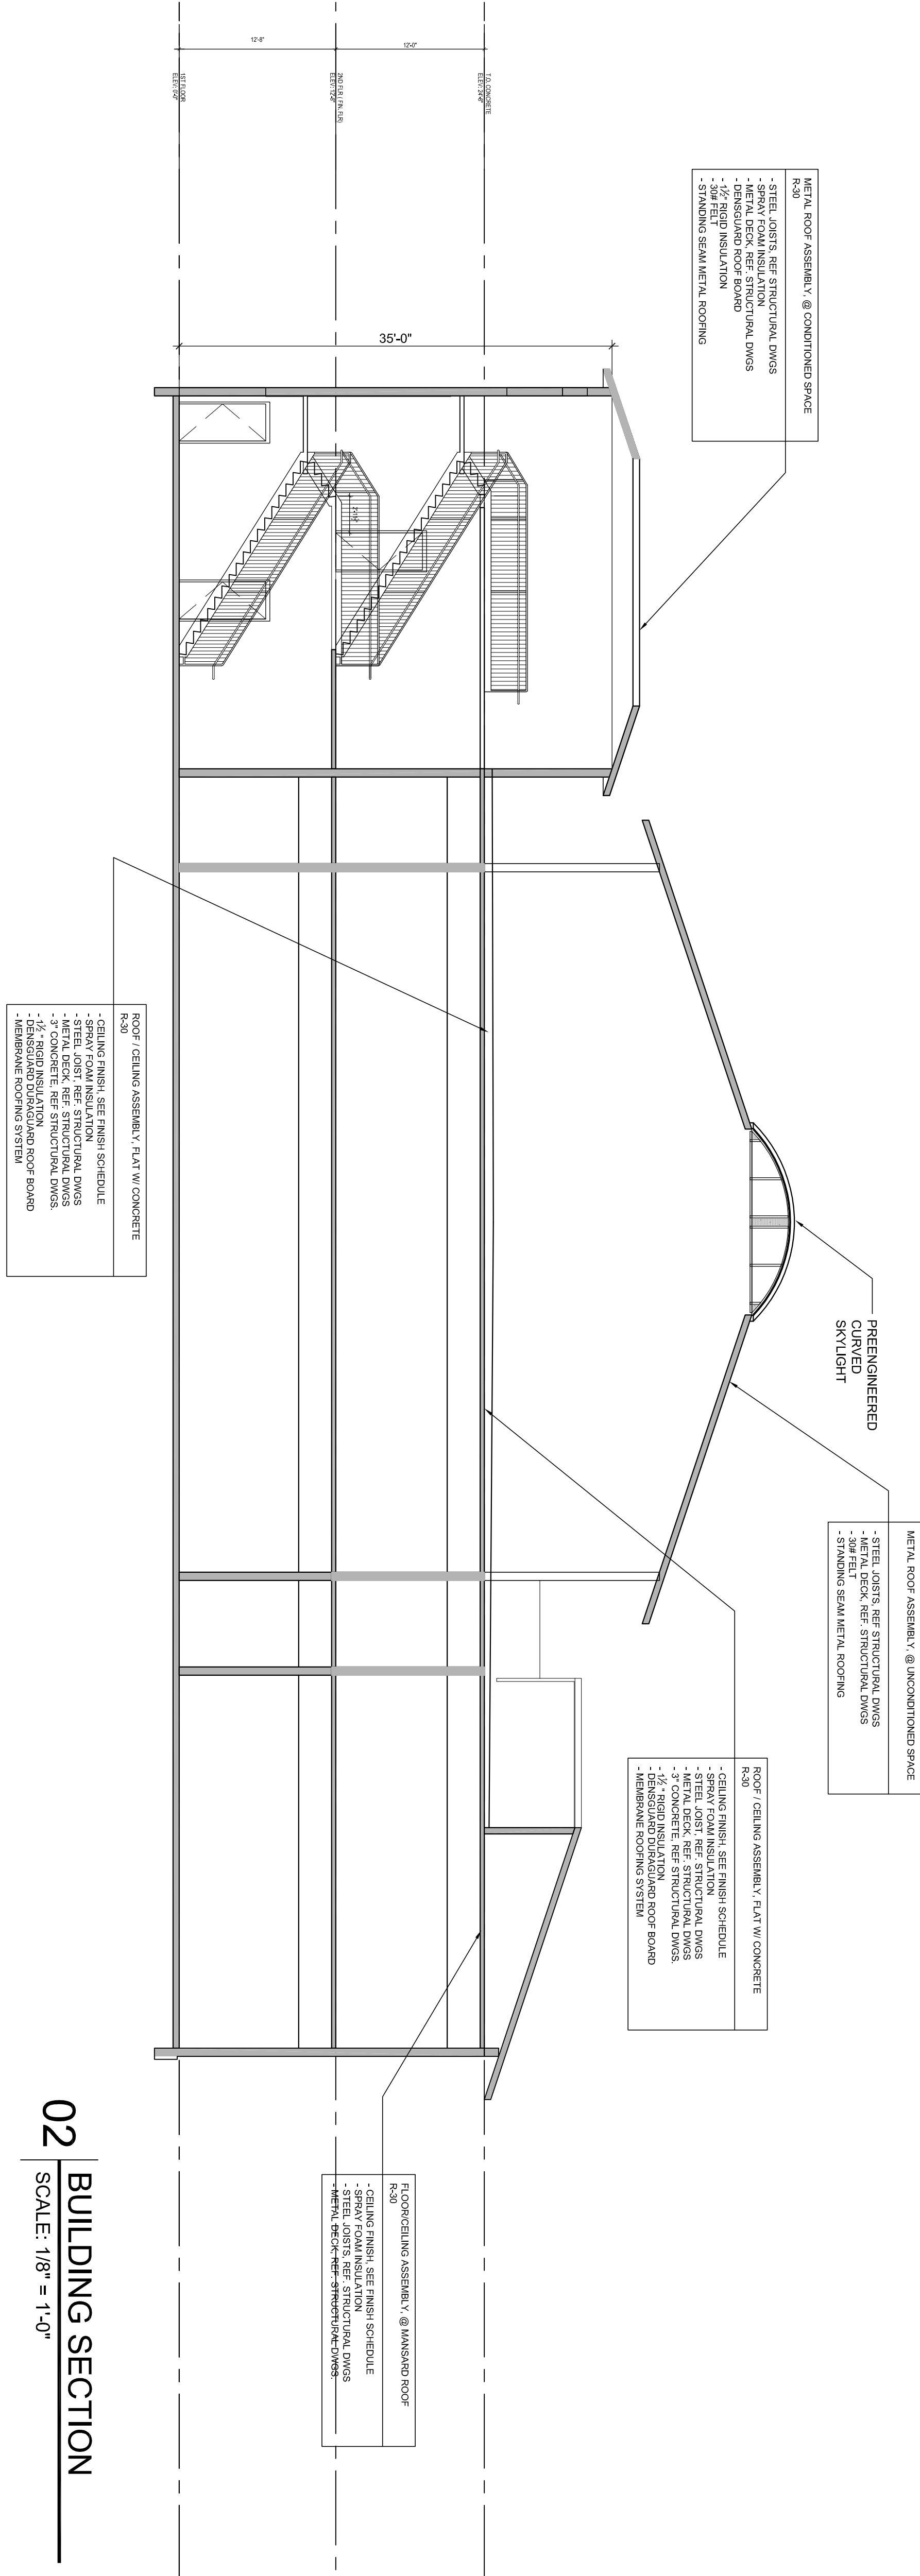 12'-8"
12'-0"
1ST FLOOR
ELEV: 0'-0"
2ND FLR ( FIN. FLR)
ELEV: 12'-8"
T.O. CONCRETE
ELEV: 24'-8"
METAL ROOF ASSEMBLY, @ CONDITIONED SPACE
R-30
- STEEL JOISTS, REF STRUCTURAL DWGS
- SPRAY FOAM INSULATION
- METAL DECK, REF. STRUCTURAL DWGS
- DENSGUARD ROOF BOARD
- 1½" RIGID INSULATION
- 30# FELT
- STANDING SEAM METAL ROOFING
35'-0"
ROOF / CEILING ASSEMBLY, FLAT W/ CONCRETE
R-30
- CEILING FINISH, SEE FINISH SCHEDULE
- SPRAY FOAM INSULATION
- STEEL JOIST, REF. STRUCTURAL DWGS
- METAL DECK, REF. STRUCTURAL DWGS
- 3" CONCRETE, REF STRUCTURAL DWGS.
- 1½ " RIGID INSULATION
- DENSGUARD DURAGUARD ROOF BOARD
- MEMBRANE ROOFING SYSTEM
PREENGINEERED
CURVED
SKYLIGHT
METAL ROOF ASSEMBLY, @ UNCONDITIONED SPACE
- STEEL JOISTS, REF STRUCTURAL DWGS
- METAL DECK, REF. STRUCTURAL DWGS
- 30# FELT
- STANDING SEAM METAL ROOFING
ROOF / CEILING ASSEMBLY, FLAT W/ CONCRETE
R-30
- CEILING FINISH, SEE FINISH SCHEDULE
- SPRAY FOAM INSULATION
- STEEL JOIST, REF. STRUCTURAL DWGS
- METAL DECK, REF. STRUCTURAL DWGS
- 3" CONCRETE, REF STRUCTURAL DWGS.
- 1½ " RIGID INSULATION
- DENSGUARD DURAGUARD ROOF BOARD
- MEMBRANE ROOFING SYSTEM
FLOOR/CEILING ASSEMBLY, @ MANSARD ROOF
R-30
- CEILING FINISH, SEE FINISH SCHEDULE
- SPRAY FOAM INSULATION
- STEEL JOISTS, REF. STRUCTURAL DWGS
- METAL DECK, REF. STRUCTURAL DWGS.
02
BUILDING SECTION
SCALE: 1/8" = 1'-0"